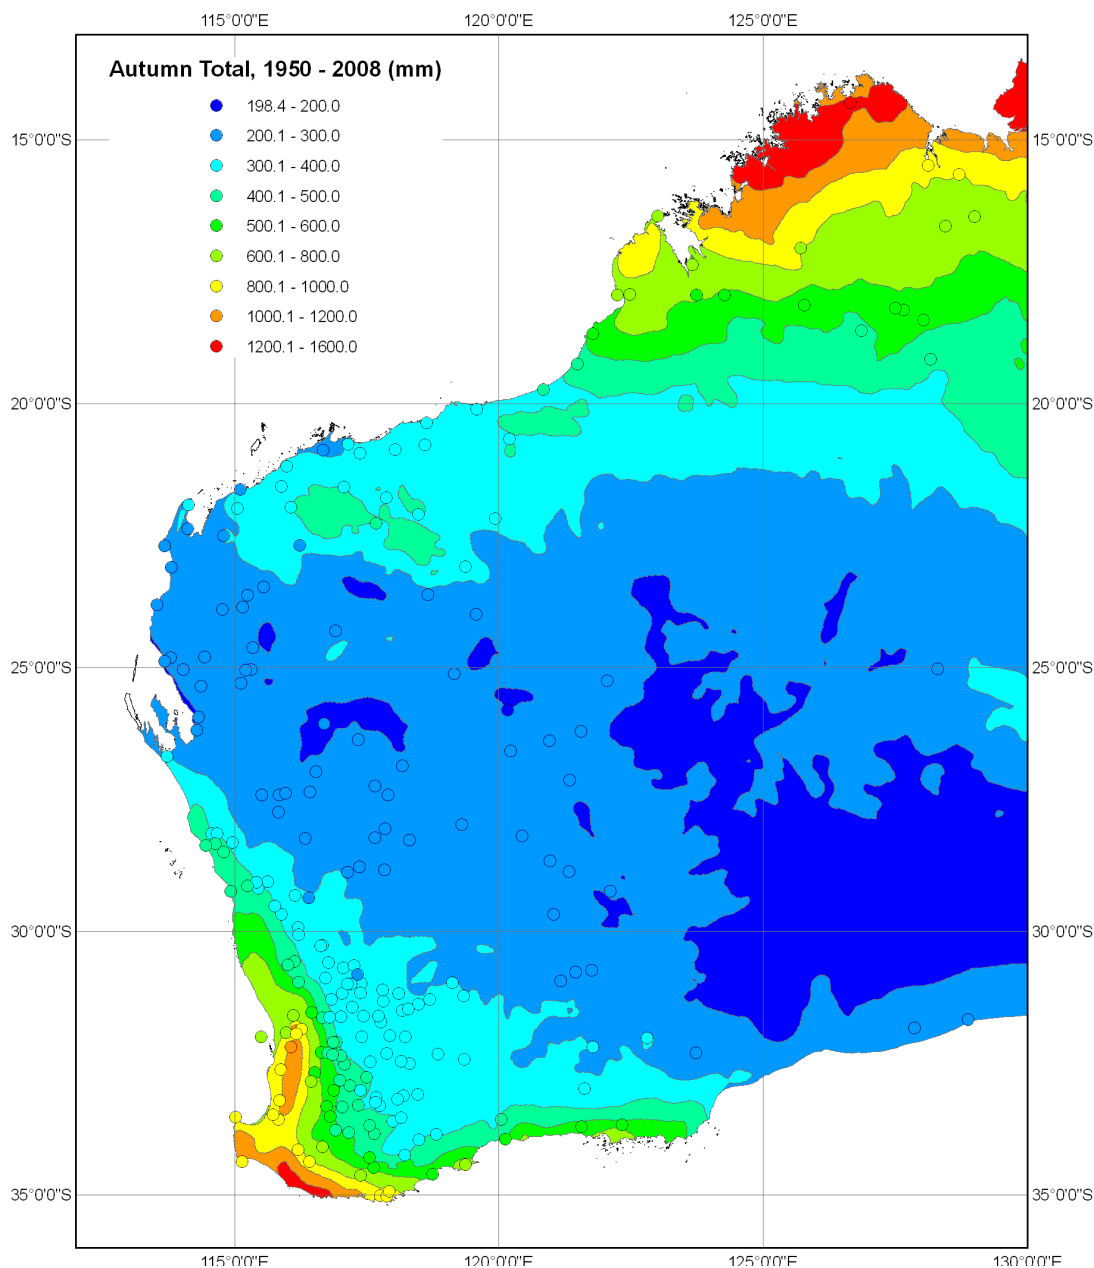 115°0'0"E 120°0'0"E 125°0'0"E
Autumn Total, 1950 - 2008 (mm)
198.4 - 200.0
200.1 - 300.0
300.1 - 400.0
400.1 - 500.0
500.1 - 600.0
600.1 - 800.0
800.1 - 1000.0
1000.1 - 1200.0
1200.1 - 1600.0
15°0'0"S 15°0'0"S
20°0'0"S 20°0'0"S
25°0'0"S 25°0'0"S
30°0'0"S 30°0'0"S
35°0'0"S 35°0'0"S
115°0'0"E 120°0'0"E 125°0'0"E 130°0'0"E